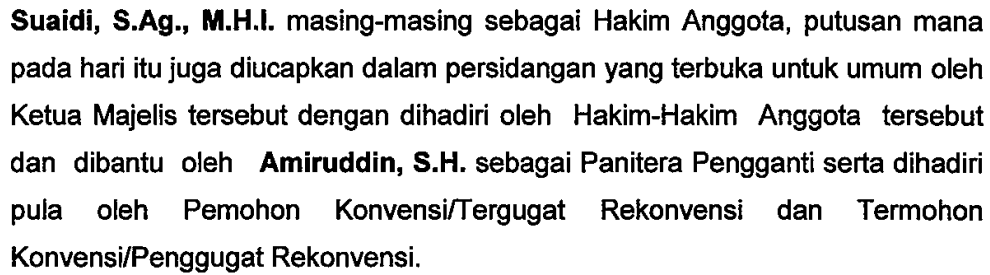 Suaidi, S.Ag., M.H.I. masing-masing sebagai Hakim Anggota, putusan mana
pada hari itu juga diucapkan dalam persidangan yang terbuka untuk umum oleh
Ketua Majelis tersebut dengan dihadiri oleh Hakim-Hakim Anggota tersebut
dan dibantu oleh Amiruddin, S.H. sebagai Panitera Pengganti serta dihadiri
pula oleh Pemohon Konvensi/Tergugat Rekonvensi dan Termohon
Konvensi/Penggugat Rekonvensi.